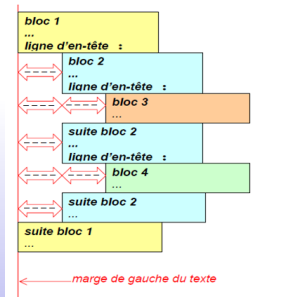 bloc 1
...
ligne d'en-tête :
bloc 2
...
ligne d'en-tête :
bloc 3
...
suite bloc 2
...
ligne d'en-tête :
bloc 4
...
suite bloc 2
...
suite bloc 1
...
marge de gauche du texte